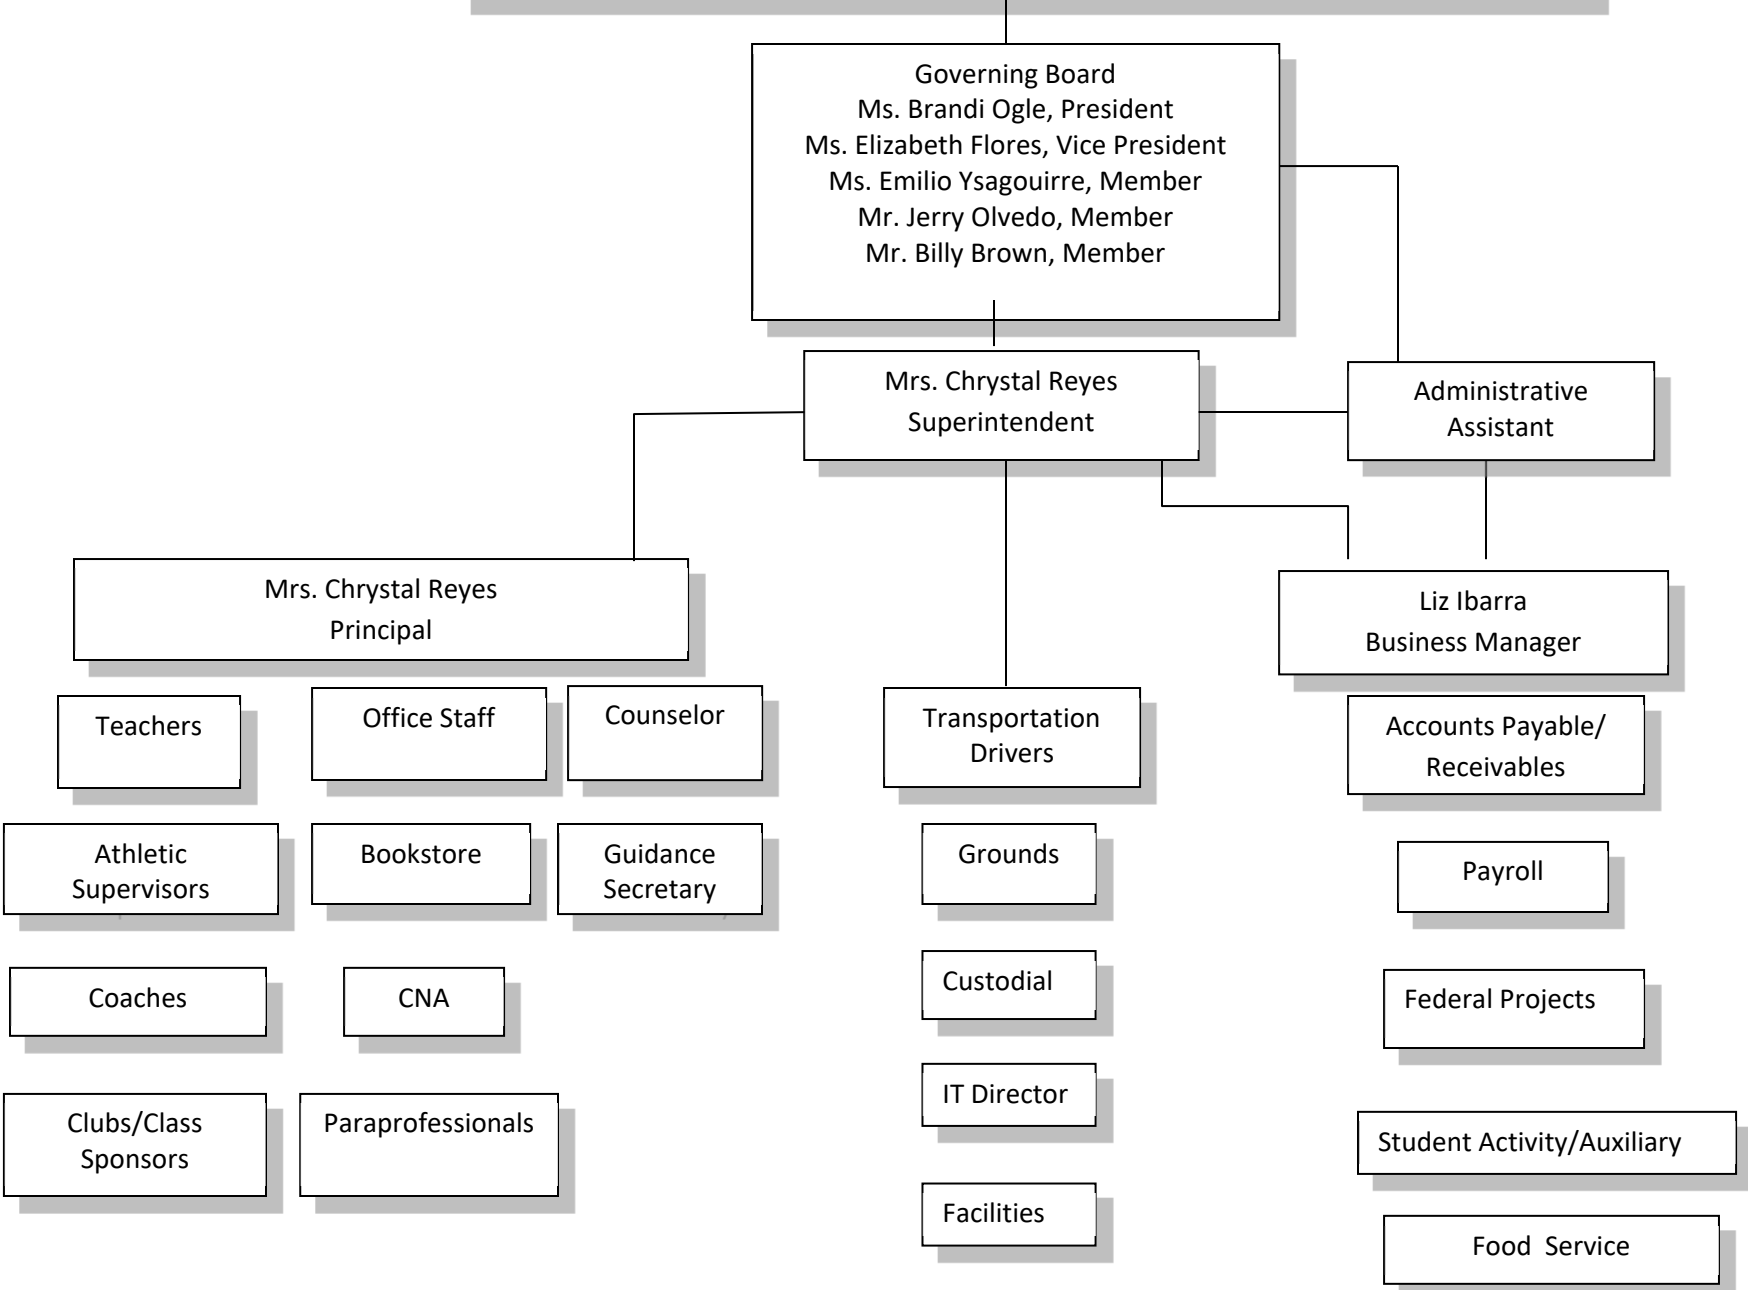 Governing Board
Ms. Brandi Ogle, President
Ms. Elizabeth Flores, Vice President
Ms. Emilio Ysagouirre, Member
Mr. Jerry Olvedo, Member
Mr. Billy Brown, Member
Mrs. Chrystal Reyes
Superintendent
Administrative
Assistant
Mrs. Chrystal Reyes
Principal
Liz Ibarra
Business Manager
Teachers
Office Staff
Counselor
Athletic
Supervisors
Bookstore
Guidance
Secretary
Coaches
CNA
Clubs/Class
Sponsors
Paraprofessionals
Transportation
Drivers
Grounds
Custodial
IT Director
Facilities
Accounts Payable/
Receivables
Payroll
Federal Projects
Student Activity/Auxiliary
Food  Service